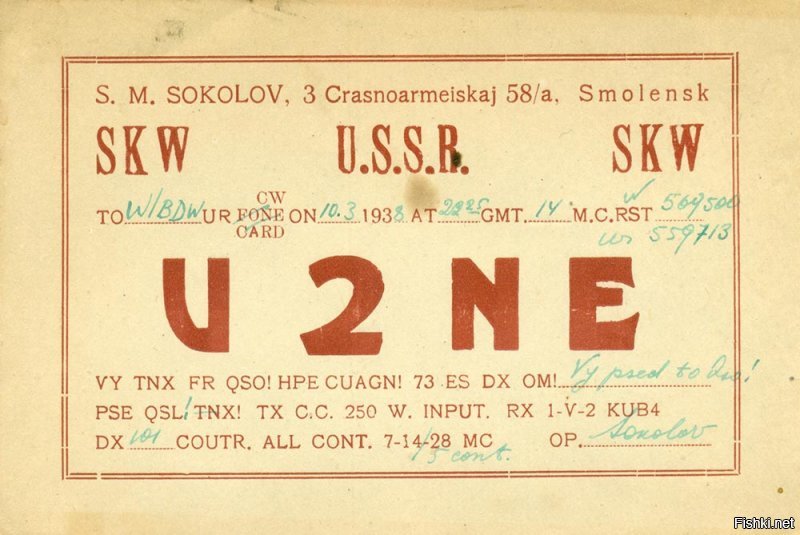 S. M. SOKOLOV, 3 Crasnoarmeiskaj 58/a, Smolensk
SKW U.S.S.R. SKW
CW
TO W1BDW UR FONE ON 10.3 1938 AT 2225 GMT. 14 M.C.RST W 569500
CARD
ur 559713
U 2 N E
VY TNX FR QSO! HPE CUAGN! 73 ES DX OM! Vy psed to Qso!
PSE QSL! TNX! TX C.C. 250 W. INPUT. RX 1-V-2 KUB4
DX 101 COUTR. ALL CONT. 7-14-28 MC OP. Sokolov
5 cont.
Fishki.net